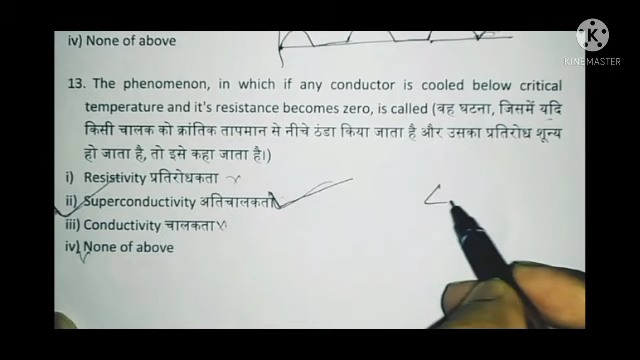 iv) None of above
KINEMASTER
13. The phenomenon, in which if any conductor is cooled below critical
temperature and it's resistance becomes zero, is called (वह घटना, जिसमें यदि
किसी चालक को क्रांतिक तापमान से नीचे ठंडा किया जाता है और उसका प्रतिरोध शून्य
हो जाता है, तो इसे कहा जाता है।)
i) Resistivity प्रतिरोधकता
ii) Superconductivity अतिचालकता
iii) Conductivity चालकता
iv) None of above